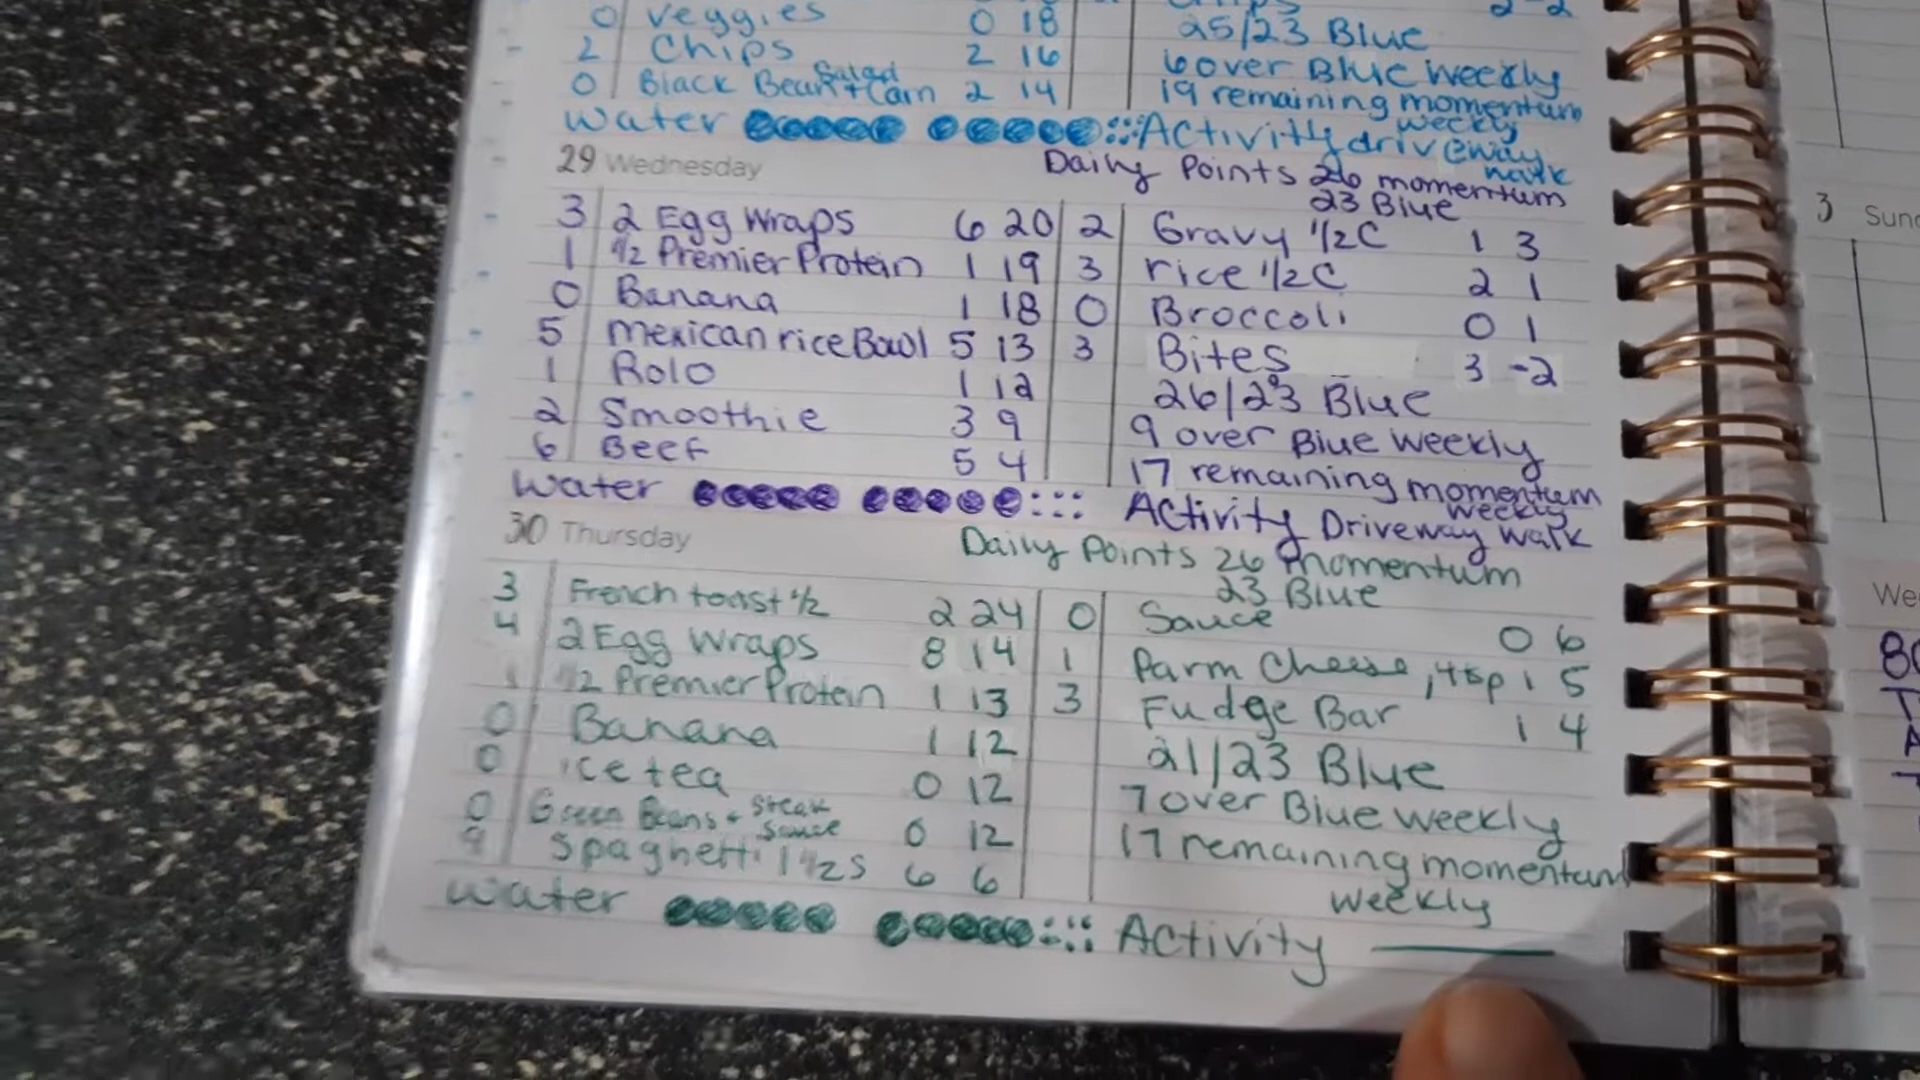 0 veggies 0 18
2 Chips 2 16
0 Black Bean + Corn Salad 2 14
25/23 Blue
6 over Blue weekly
19 remaining momentum weekly
Water Activity driveway walk
29 Wednesday
Daily Points 26 momentum
23 Blue
3 2 Egg Wraps 6 20
1 1/2 Premier Protein 1 19
0 Banana 1 18
5 mexican rice Bowl 5 13
1 Rolo 1 12
2 Smoothie 3 9
6 Beef 5 4
2 Gravy 1/2 C 1 3
3 rice 1/2 C 2 1
0 Broccoli 0 1
3 Bites 3 -2
26/23 Blue
9 over Blue weekly
17 remaining momentum weekly
Water Activity Driveway walk
30 Thursday
Daily Points 26 momentum
23 Blue
3 French toast 1/2 2 24
4 2 Egg Wraps 8 14
1 1/2 Premier Protein 1 13
0 Banana 1 12
0 ice tea 0 12
0 Green Beans + Steak Sauce 0 12
9 Spaghetti 1 1/2 S 6 6
0 Sauce 0 6
1 Parm Cheese, 4tsp 1 5
3 Fudge Bar 1 4
21/23 Blue
7 over Blue weekly
17 remaining momentum
weekly
Water Activity
3 Sun
We